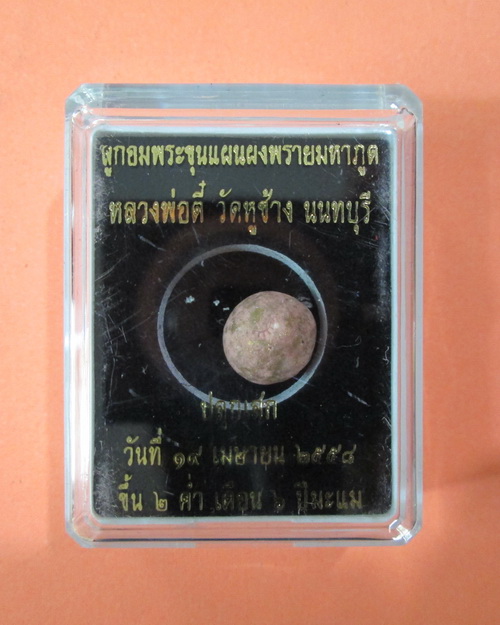 ลูกอมพระขุนแผนผงพรายมหาภูต
หลวงพ่อตี๋ วัดหูช้าง นนทบุรี
ปลุกเสก
วันที่ ๑๙ เมษายน ๒๕๕๘
ขึ้น ๒ ค่ำ เดือน ๖ ปีมะแม